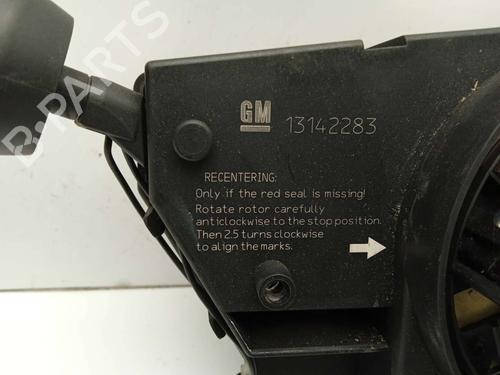 B-PARTS
GM
13142283
RECENTERING:
Only if the red seal is missing!
Rotate rotor carefully
anticlockwise to the stop position.
Then 2.5 turns clockwise
to align the marks.